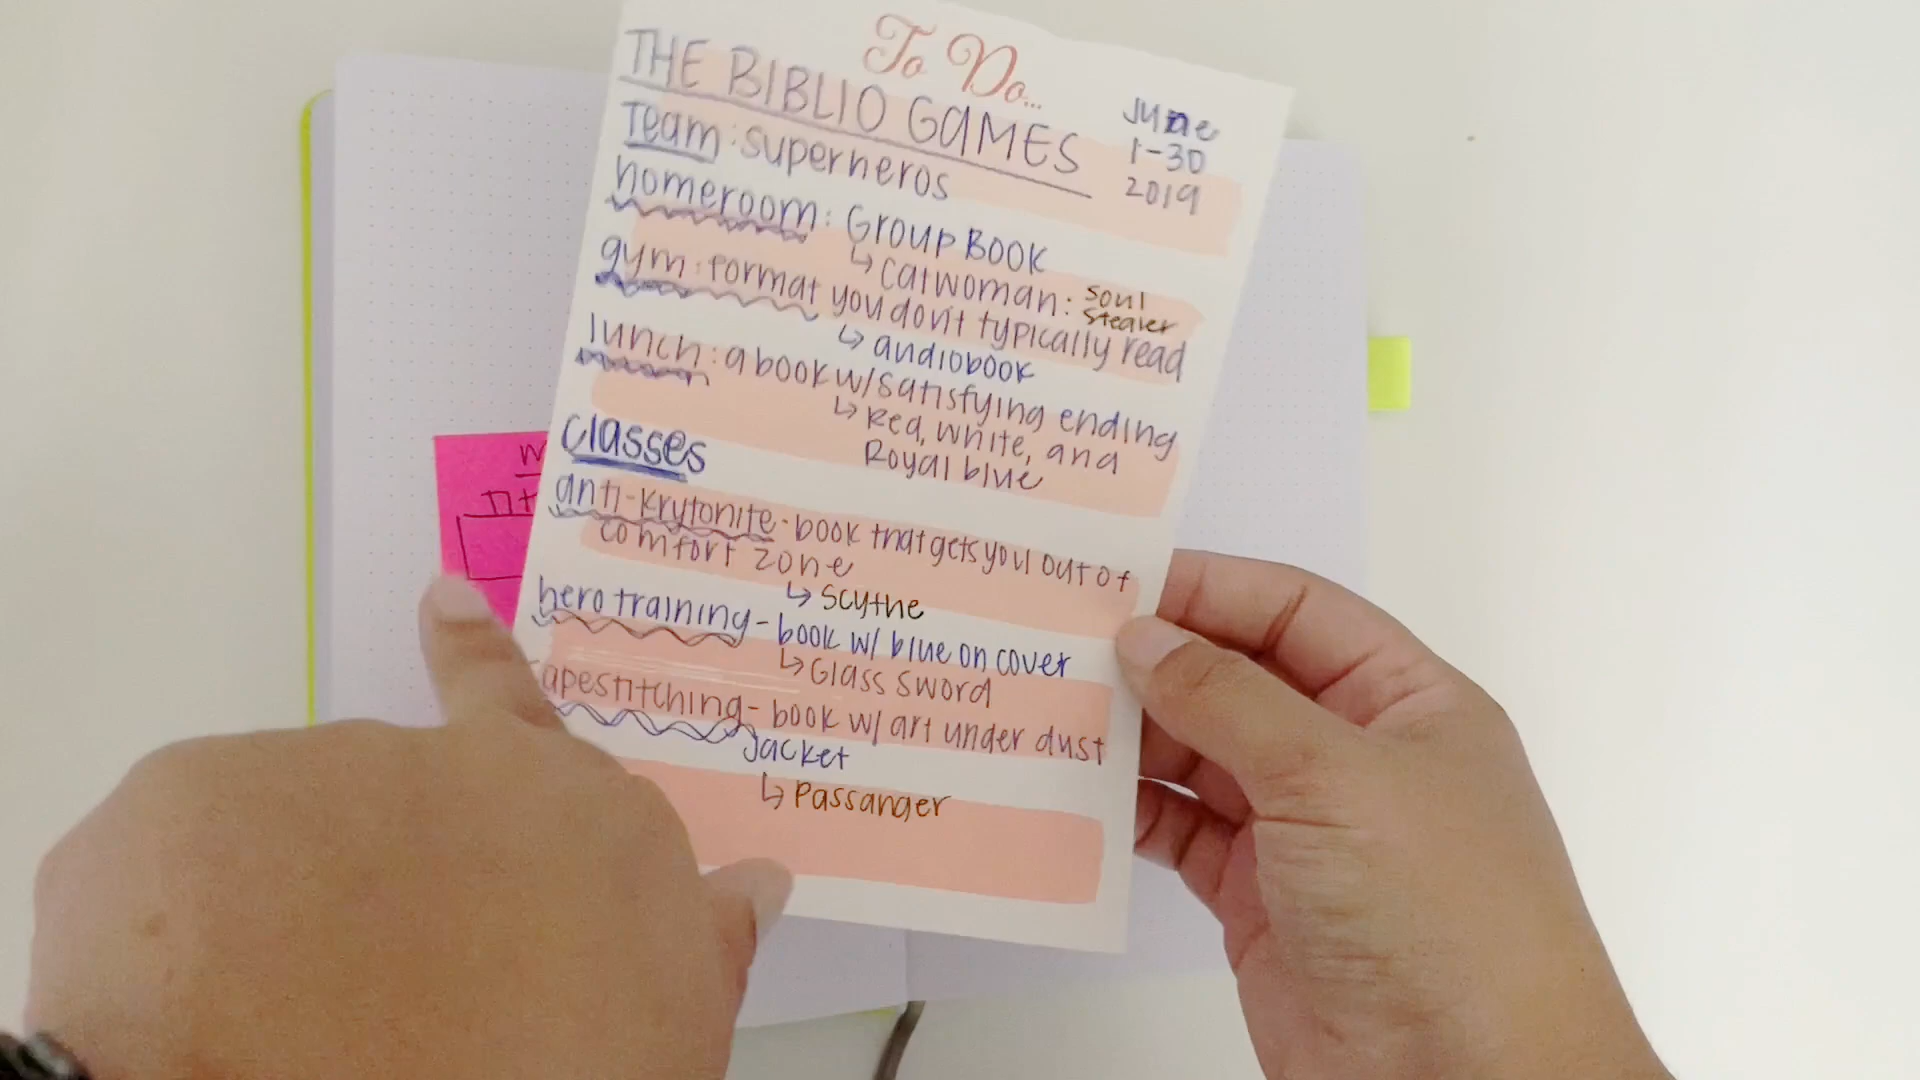 To Do...
THE BIBLIO GAMES
June
1-30
2019
Team: superheros
homeroom: Group Book
↳ Catwoman: Soul
Stealer
gym: format you don't typically read
↳ audiobook
lunch: a book w/ satisfying ending
↳ Red, white, and
Royal blue
Classes
anti-krytonite - book that gets you out of
comfort zone
↳ Scythe
hero training - book w/ blue on cover
↳ Glass sword
apestitching - book w/ art under dust
jacket
↳ Passanger